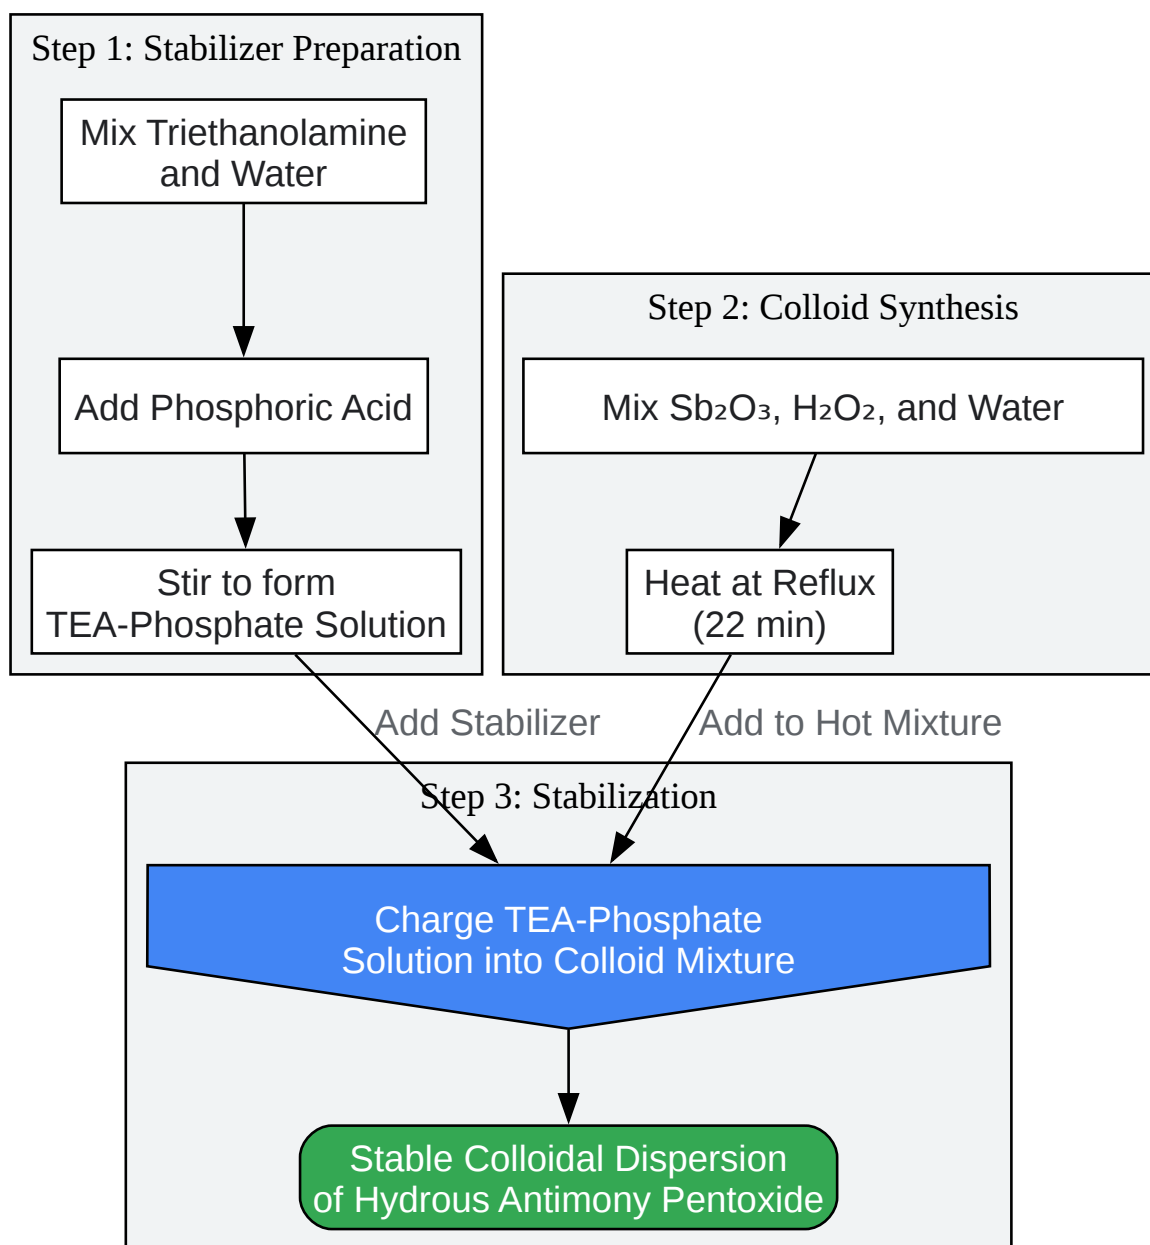 Step 1: Stabilizer Preparation
Mix Triethanolamine
and Water
Add Phosphoric Acid
Stir to form
TEA-Phosphate Solution
Step 2: Colloid Synthesis
Mix Sb₂O₃, H₂O₂, and Water
Heat at Reflux
(22 min)
Add Stabilizer
Add to Hot Mixture
Step 3: Stabilization
Charge TEA-Phosphate
Solution into Colloid Mixture
Stable Colloidal Dispersion
of Hydrous Antimony Pentoxide